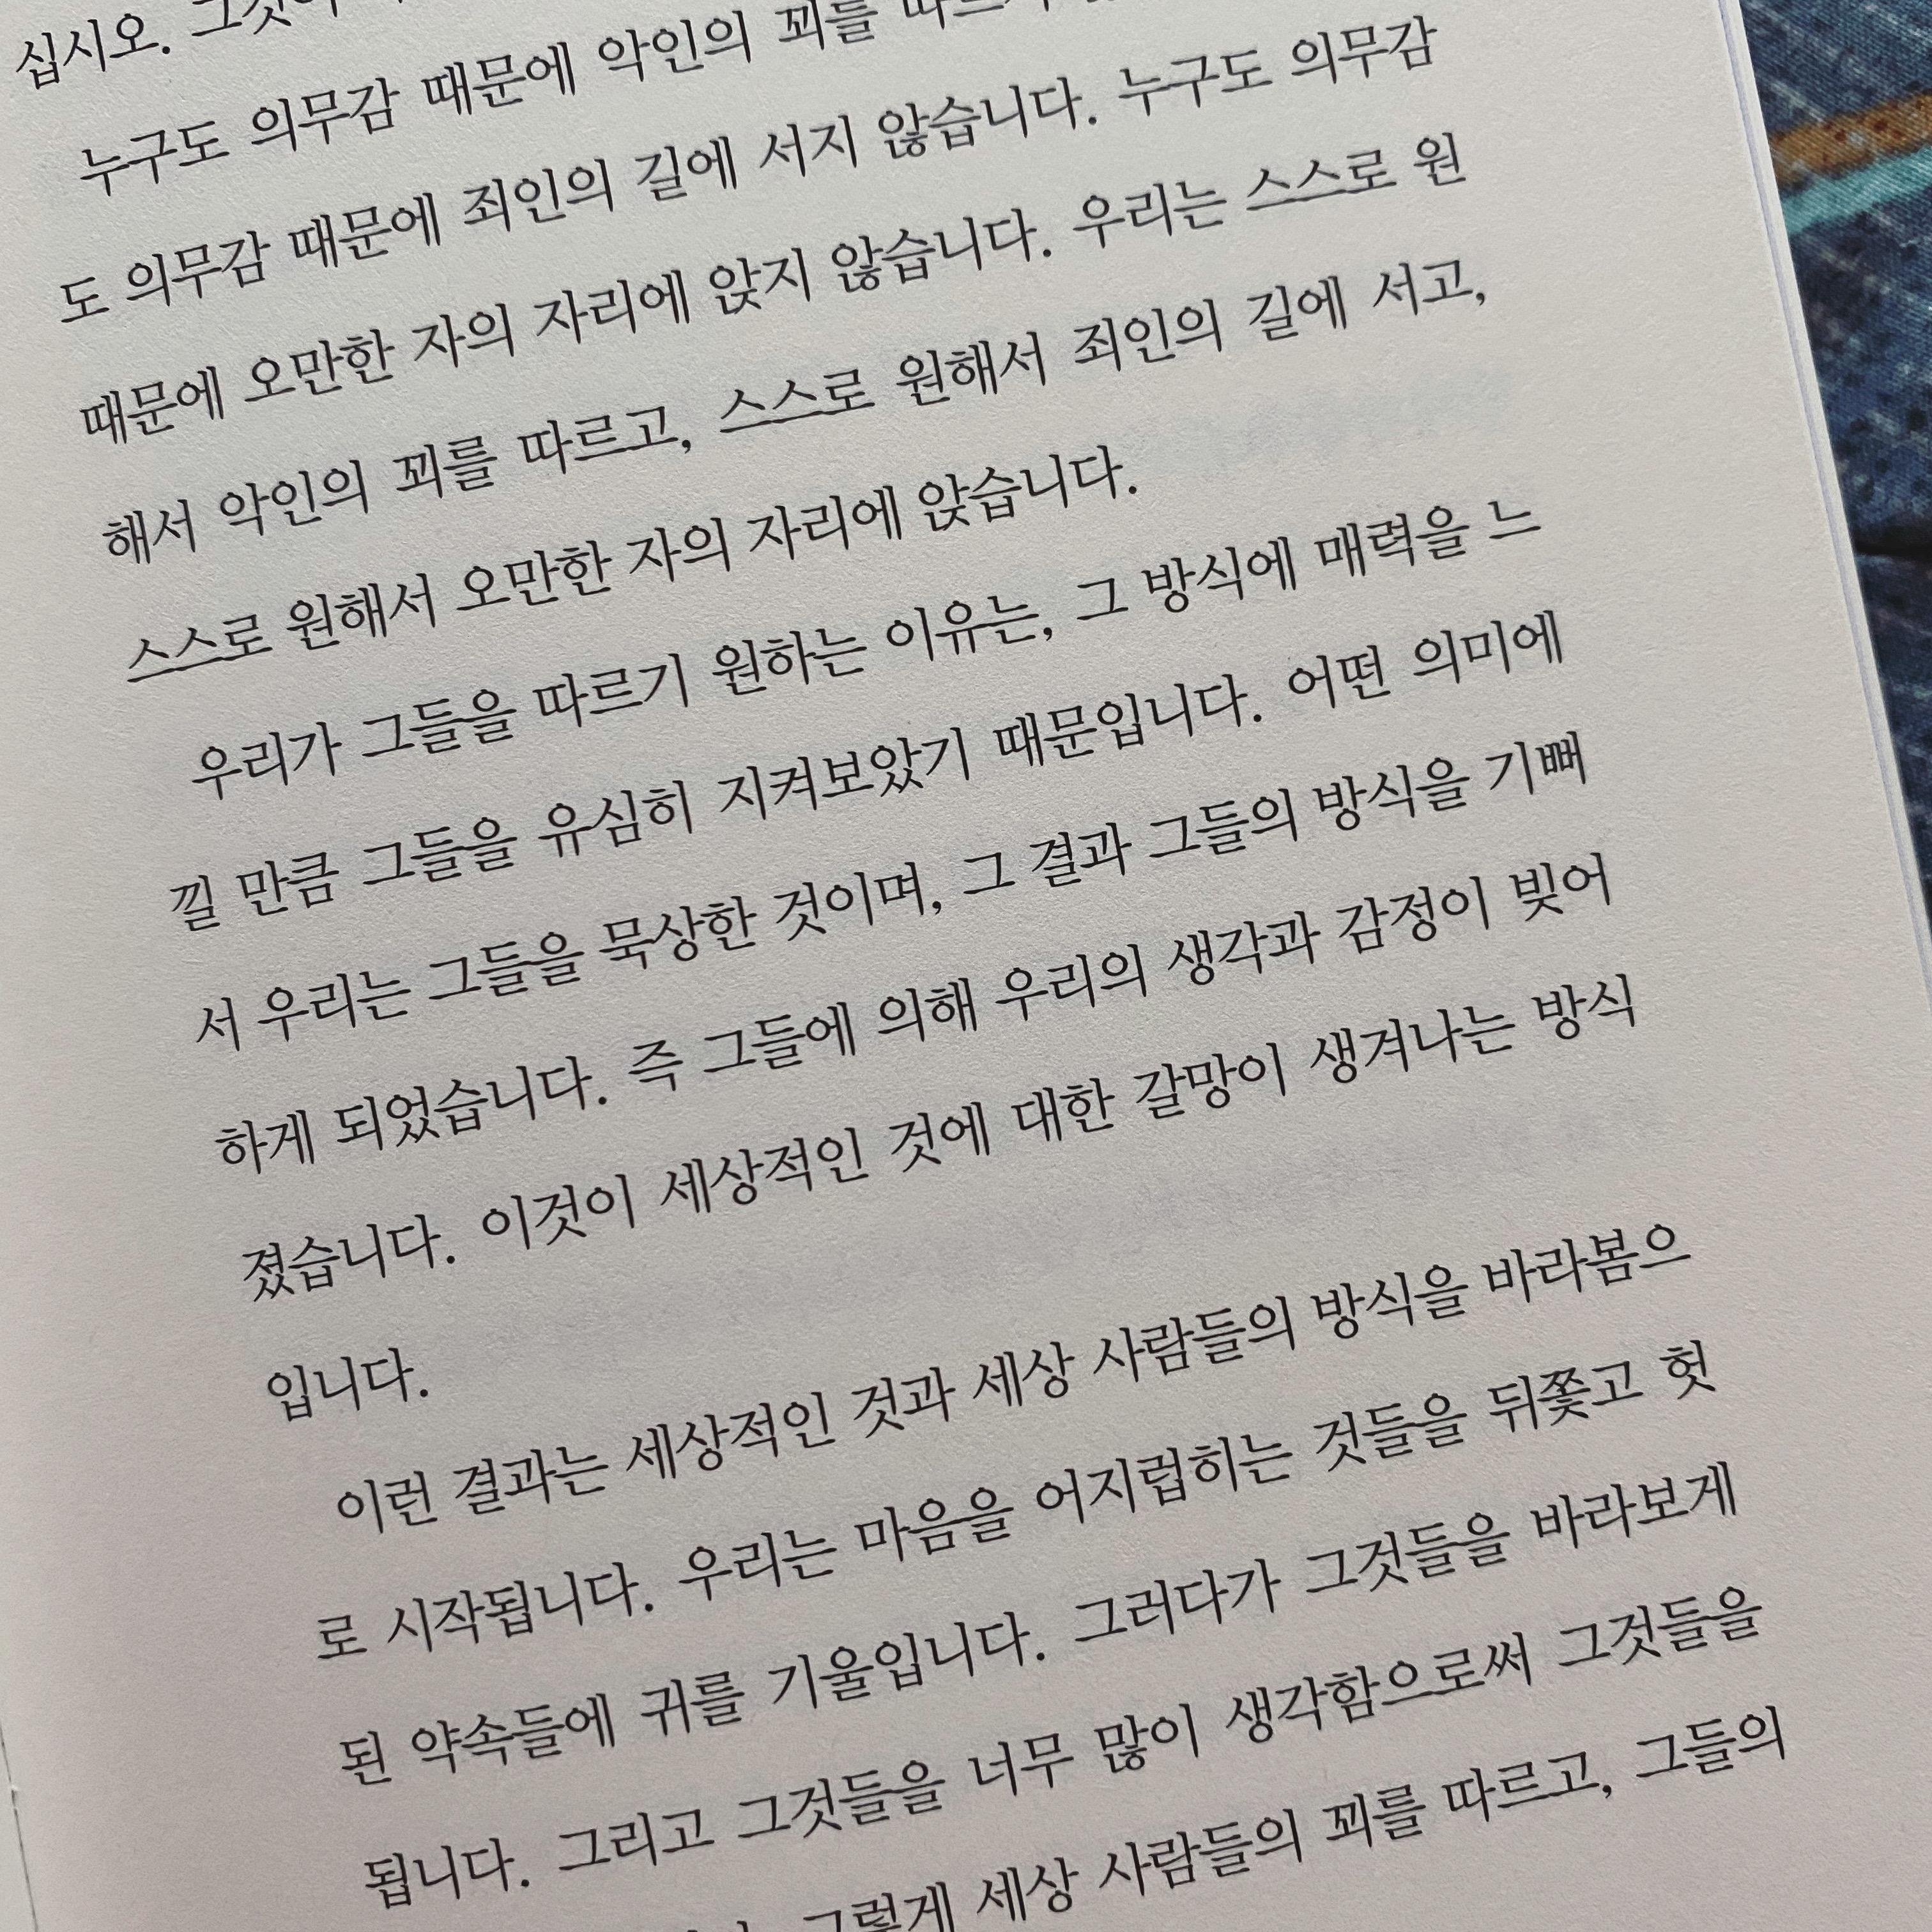 십시오. 그것이
누구도 의무감 때문에 악인의 꾀를
도 의무감 때문에 죄인의 길에 서지 않습니다. 누구도 의무감
때문에 오만한 자의 자리에 앉지 않습니다. 우리는 스스로 원
해서 악인의 꾀를 따르고, 스스로 원해서 죄인의 길에 서고,
스스로 원해서 오만한 자의 자리에 앉습니다.
우리가 그들을 따르기 원하는 이유는, 그 방식에 매력을 느
낄 만큼 그들을 유심히 지켜보았기 때문입니다. 어떤 의미에
서 우리는 그들을 묵상한 것이며, 그 결과 그들의 방식을 기뻐
하게 되었습니다. 즉 그들에 의해 우리의 생각과 감정이 빚어
졌습니다. 이것이 세상적인 것에 대한 갈망이 생겨나는 방식
입니다.
이런 결과는 세상적인 것과 세상 사람들의 방식을 바라봄으
로 시작됩니다. 우리는 마음을 어지럽히는 것들을 뒤쫓고 헛
된 약속들에 귀를 기울입니다. 그러다가 그것들을 바라보게
됩니다. 그리고 그것들을 너무 많이 생각함으로써 그것들을
그렇게 세상 사람들의 꾀를 따르고, 그들의